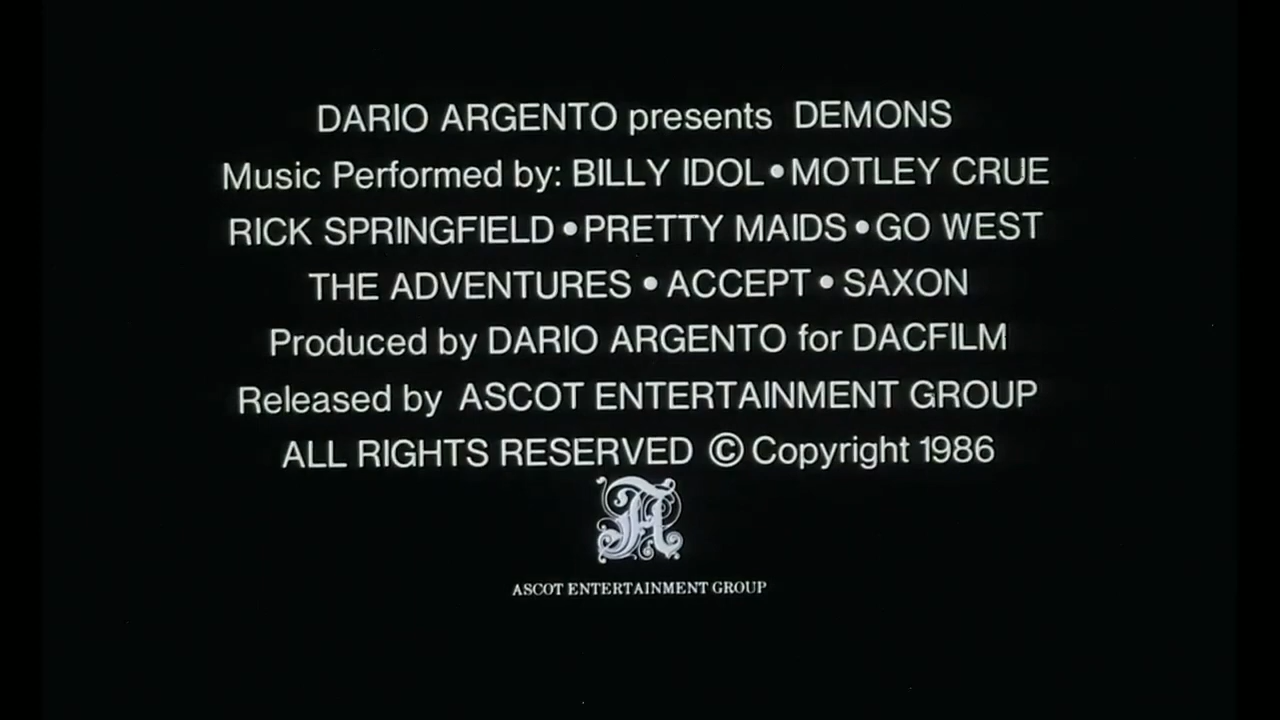 DARIO ARGENTO presents DEMONS
Music Performed by: BILLY IDOL•MOTLEY CRUE
RICK SPRINGFIELD•PRETTY MAIDS•GO WEST
THE ADVENTURES•ACCEPT•SAXON
Produced by DARIO ARGENTO for DACFILM
Released by ASCOT ENTERTAINMENT GROUP
ALL RIGHTS RESERVED © Copyright 1986
A
ASCOT ENTERTAINMENT GROUP